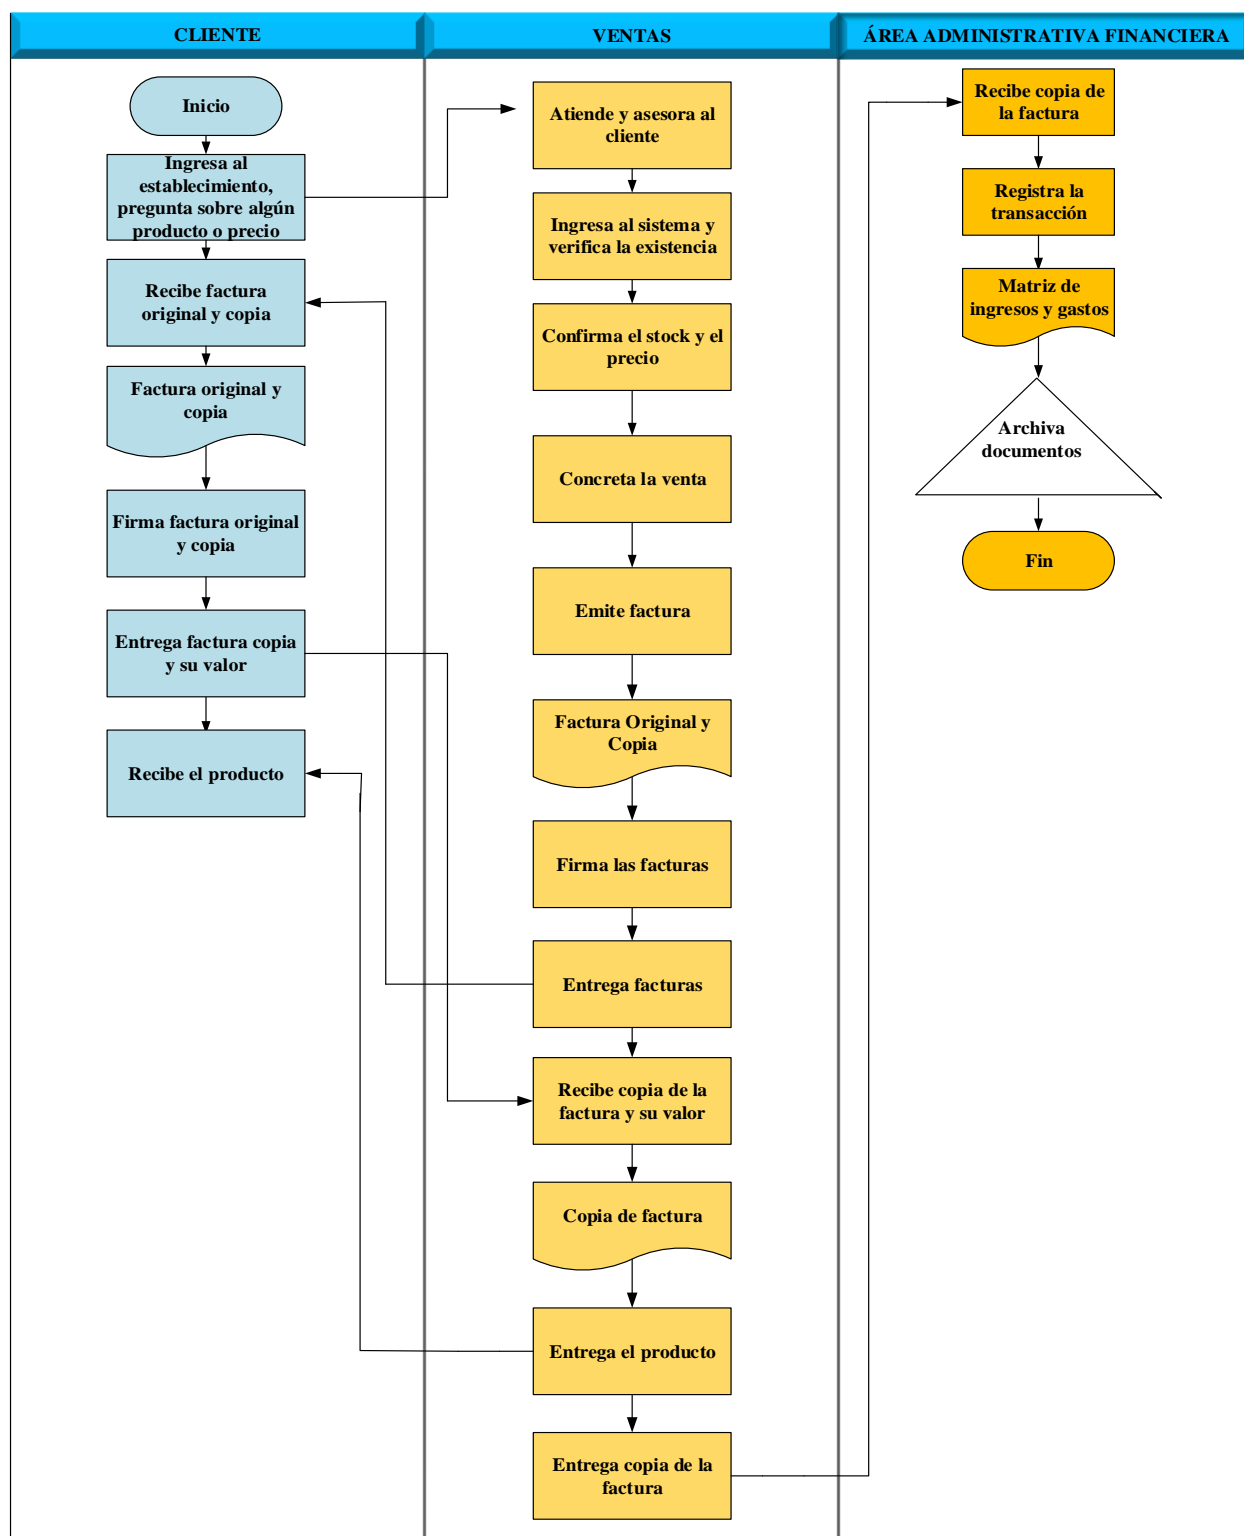 CLIENTE
VENTAS
ÁREA ADMINISTRATIVA FINANCIERA
Inicio
Ingresa al
establecimiento,
pregunta sobre algún
producto o precio
Recibe factura
original y copia
Factura original y
copia
Firma factura original
y copia
Entrega factura copia
y su valor
Recibe el producto
Atiende y asesora al
cliente
Ingresa al sistema y
verifica la existencia
Confirma el stock y el
precio
Concreta la venta
Emite factura
Factura Original y
Copia
Firma las facturas
Entrega facturas
Recibe copia de la
factura y su valor
Copia de factura
Entrega el producto
Entrega copia de la
factura
Recibe copia de
la factura
Registra la
transacción
Matriz de
ingresos y gastos
Archiva
documentos
Fin